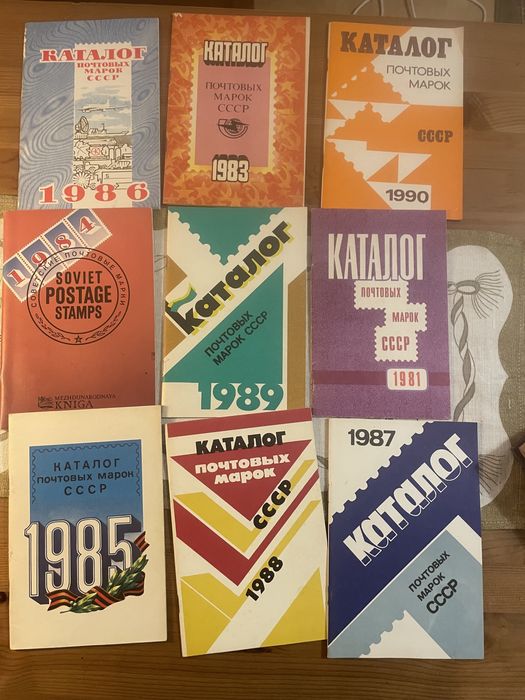 КАТАЛОГ
ПОЧТОВЫХ
МАРОК
СССР
1986
КАТАЛОГ
ПОЧТОВЫХ
МАРОК
СССР
1983
КАТАЛОГ
ПОЧТОВЫХ
МАРОК
СССР
1990
1984
СОВЕТСКИЕ ПОЧТОВЫЕ МАРКИ
SOVIET
POSTAGE
STAMPS
MEZHDUNARODNAYA
KNIGA
каталог
ПОЧТОВЫХ
МАРОК СССР
1989
КАТАЛОГ
ПОЧТОВЫХ
МАРОК
СССР
1981
КАТАЛОГ
ПОЧТОВЫХ МАРОК
СССР
1985
КАТАЛОГ
ПОЧТОВЫХ
МАРОК
СССР
1988
1987
каталог
ПОЧТОВЫХ
МАРОК
СССР